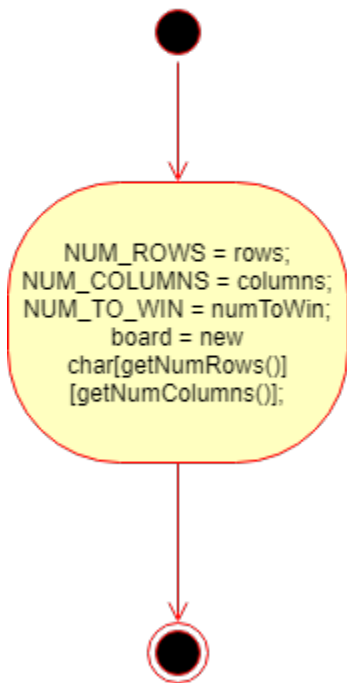 NUM_ROWS = rows;
NUM_COLUMNS = columns;
NUM_TO_WIN = numToWin;
board = new
char[getNumRows()]
[getNumColumns()];